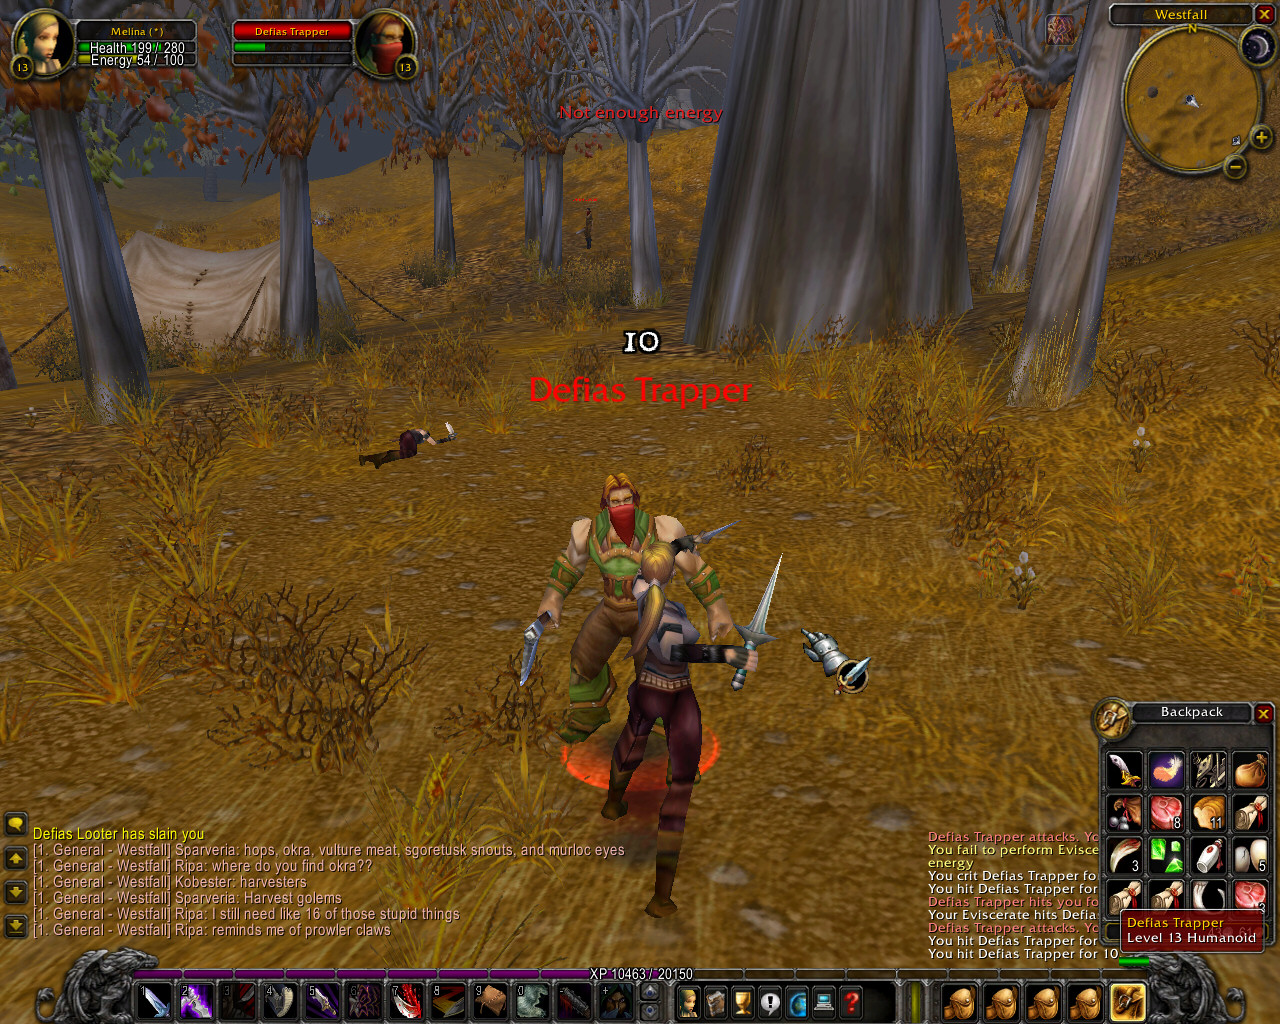 Melina (*)
Health 199 / 280
Energy 54 / 100
13
Defias Trapper
13
Westfall
N
Not enough energy
10
Defias Trapper
Backpack
8
11
3
5
Defias Looter has slain you
[1. General - Westfall] Sparveria: hops, okra, vulture meat, sgoretusk snouts, and murloc eyes
[1. General - Westfall] Ripa: where do you find okra??
[1. General - Westfall] Kobester: harvesters
[1. General - Westfall] Sparveria: Harvest golems
[1. General - Westfall] Ripa: I still need like 16 of those stupid things
[1. General - Westfall] Ripa: reminds me of prowler claws
Defias Trapper attacks. Yo
You fail to perform Evisce
energy
You crit Defias Trapper fo
You hit Defias Trapper for
Defias Trapper hits you fo
Your Eviscerate hits Defia
Defias Trapper attacks. Yo
You hit Defias Trapper for
You hit Defias Trapper for 10.
Defias Trapper
Level 13 Humanoid
XP 10463 / 20150
1 2 3 4 5 6 7 8 9 0 - +